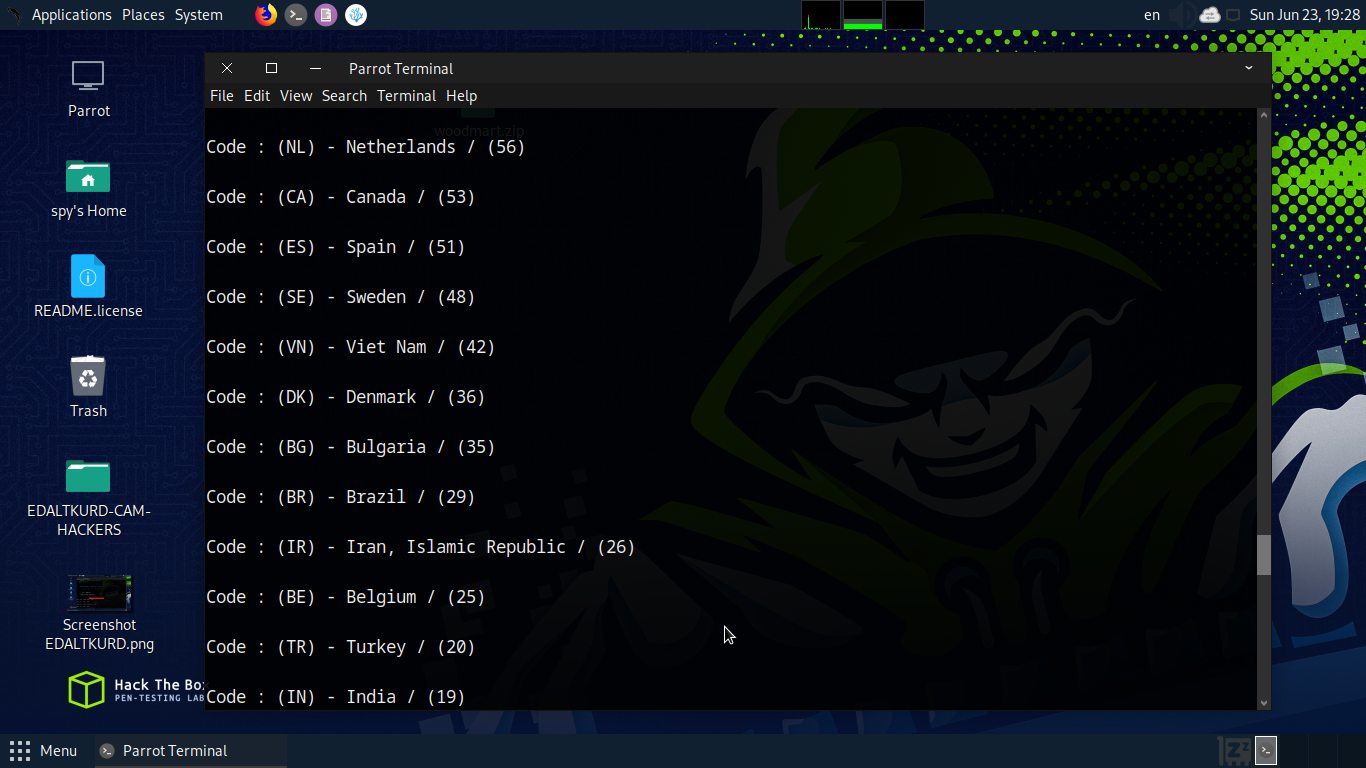 Applications Places System
en
Sun Jun 23, 19:28
Parrot
spy's Home
README.license
Trash
EDALTKURD-CAM-
HACKERS
Screenshot
EDALTKURD.png
Hack The Box
PEN-TESTING LAB
Parrot Terminal
File Edit View Search Terminal Help
woodmart.zip
Code : (NL) - Netherlands / (56)
Code : (CA) - Canada / (53)
Code : (ES) - Spain / (51)
Code : (SE) - Sweden / (48)
Code : (VN) - Viet Nam / (42)
Code : (DK) - Denmark / (36)
Code : (BG) - Bulgaria / (35)
Code : (BR) - Brazil / (29)
Code : (IR) - Iran, Islamic Republic / (26)
Code : (BE) - Belgium / (25)
Code : (TR) - Turkey / (20)
Code : (IN) - India / (19)
Menu
Parrot Terminal